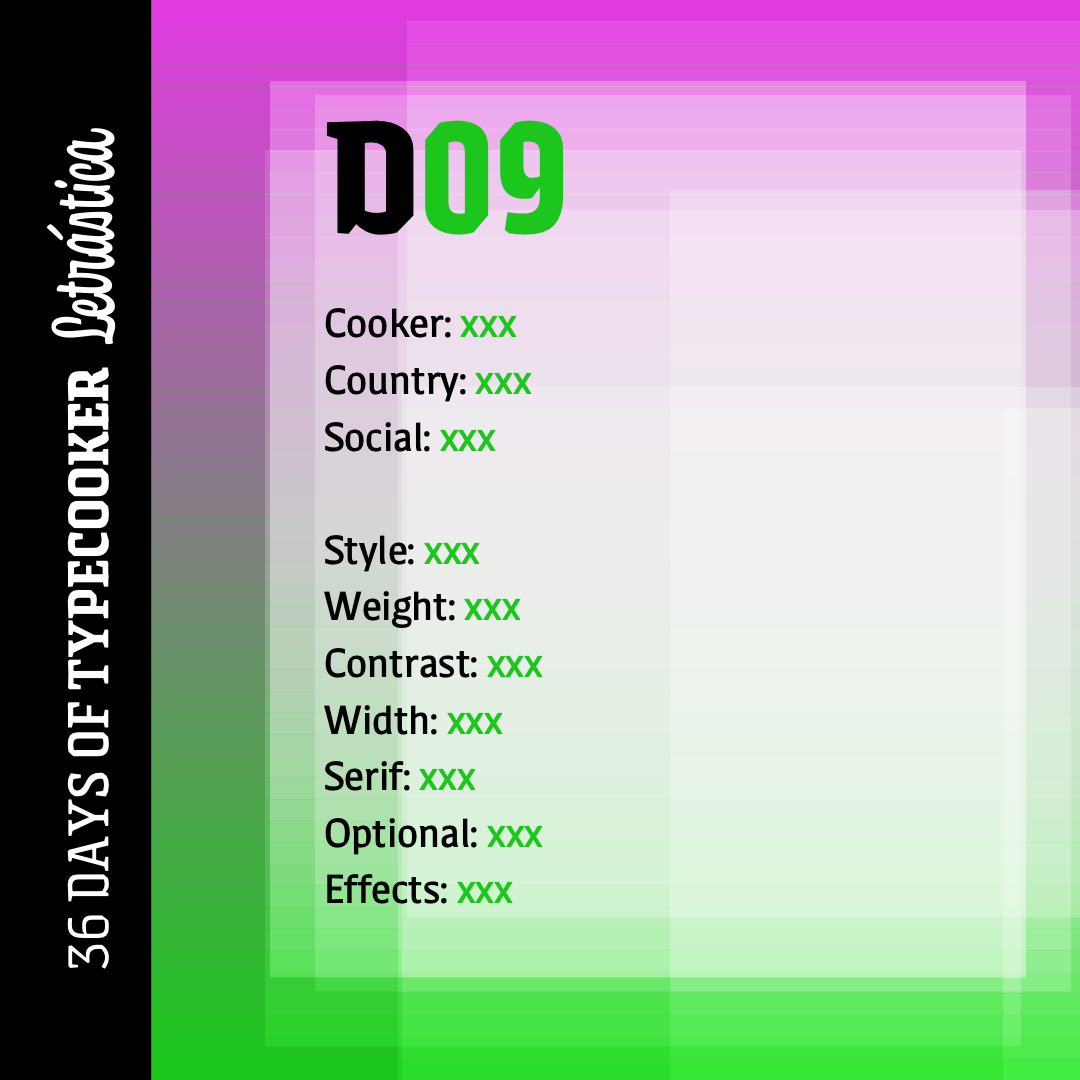 36 DAYS OF TYPECOOKER Letrástica
D09
Cooker: xxx
Country: xxx
Social: xxx
Style: xxx
Weight: xxx
Contrast: xxx
Width: xxx
Serif: xxx
Optional: xxx
Effects: xxx